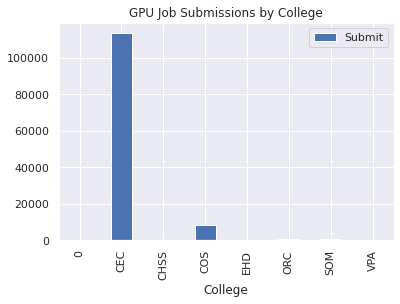 GPU Job Submissions by College
Submit
100000
80000
60000
40000
20000
0
0
CEC
CHSS
COS
EHD
ORC
SOM
VPA
College